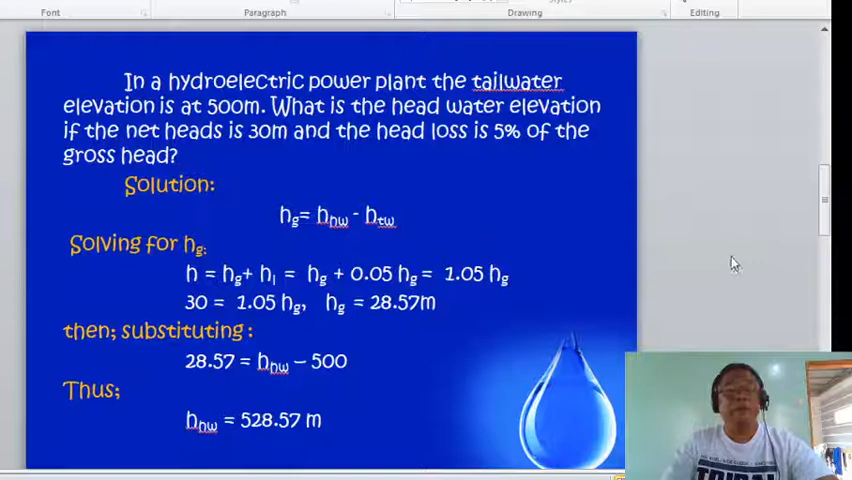 Font
Paragraph
Drawing
Editing
In a hydroelectric power plant the tailwater
elevation is at 500m. What is the head water elevation
if the net heads is 30m and the head loss is 5% of the
gross head?
Solution:
hg= hhw - htw
Solving for hg:
h = hg+ hl = hg + 0.05 hg = 1.05 hg
30 = 1.05 hg, hg = 28.57m
then; substituting :
28.57 = hhw – 500
Thus;
hhw = 528.57 m
TRIBAL